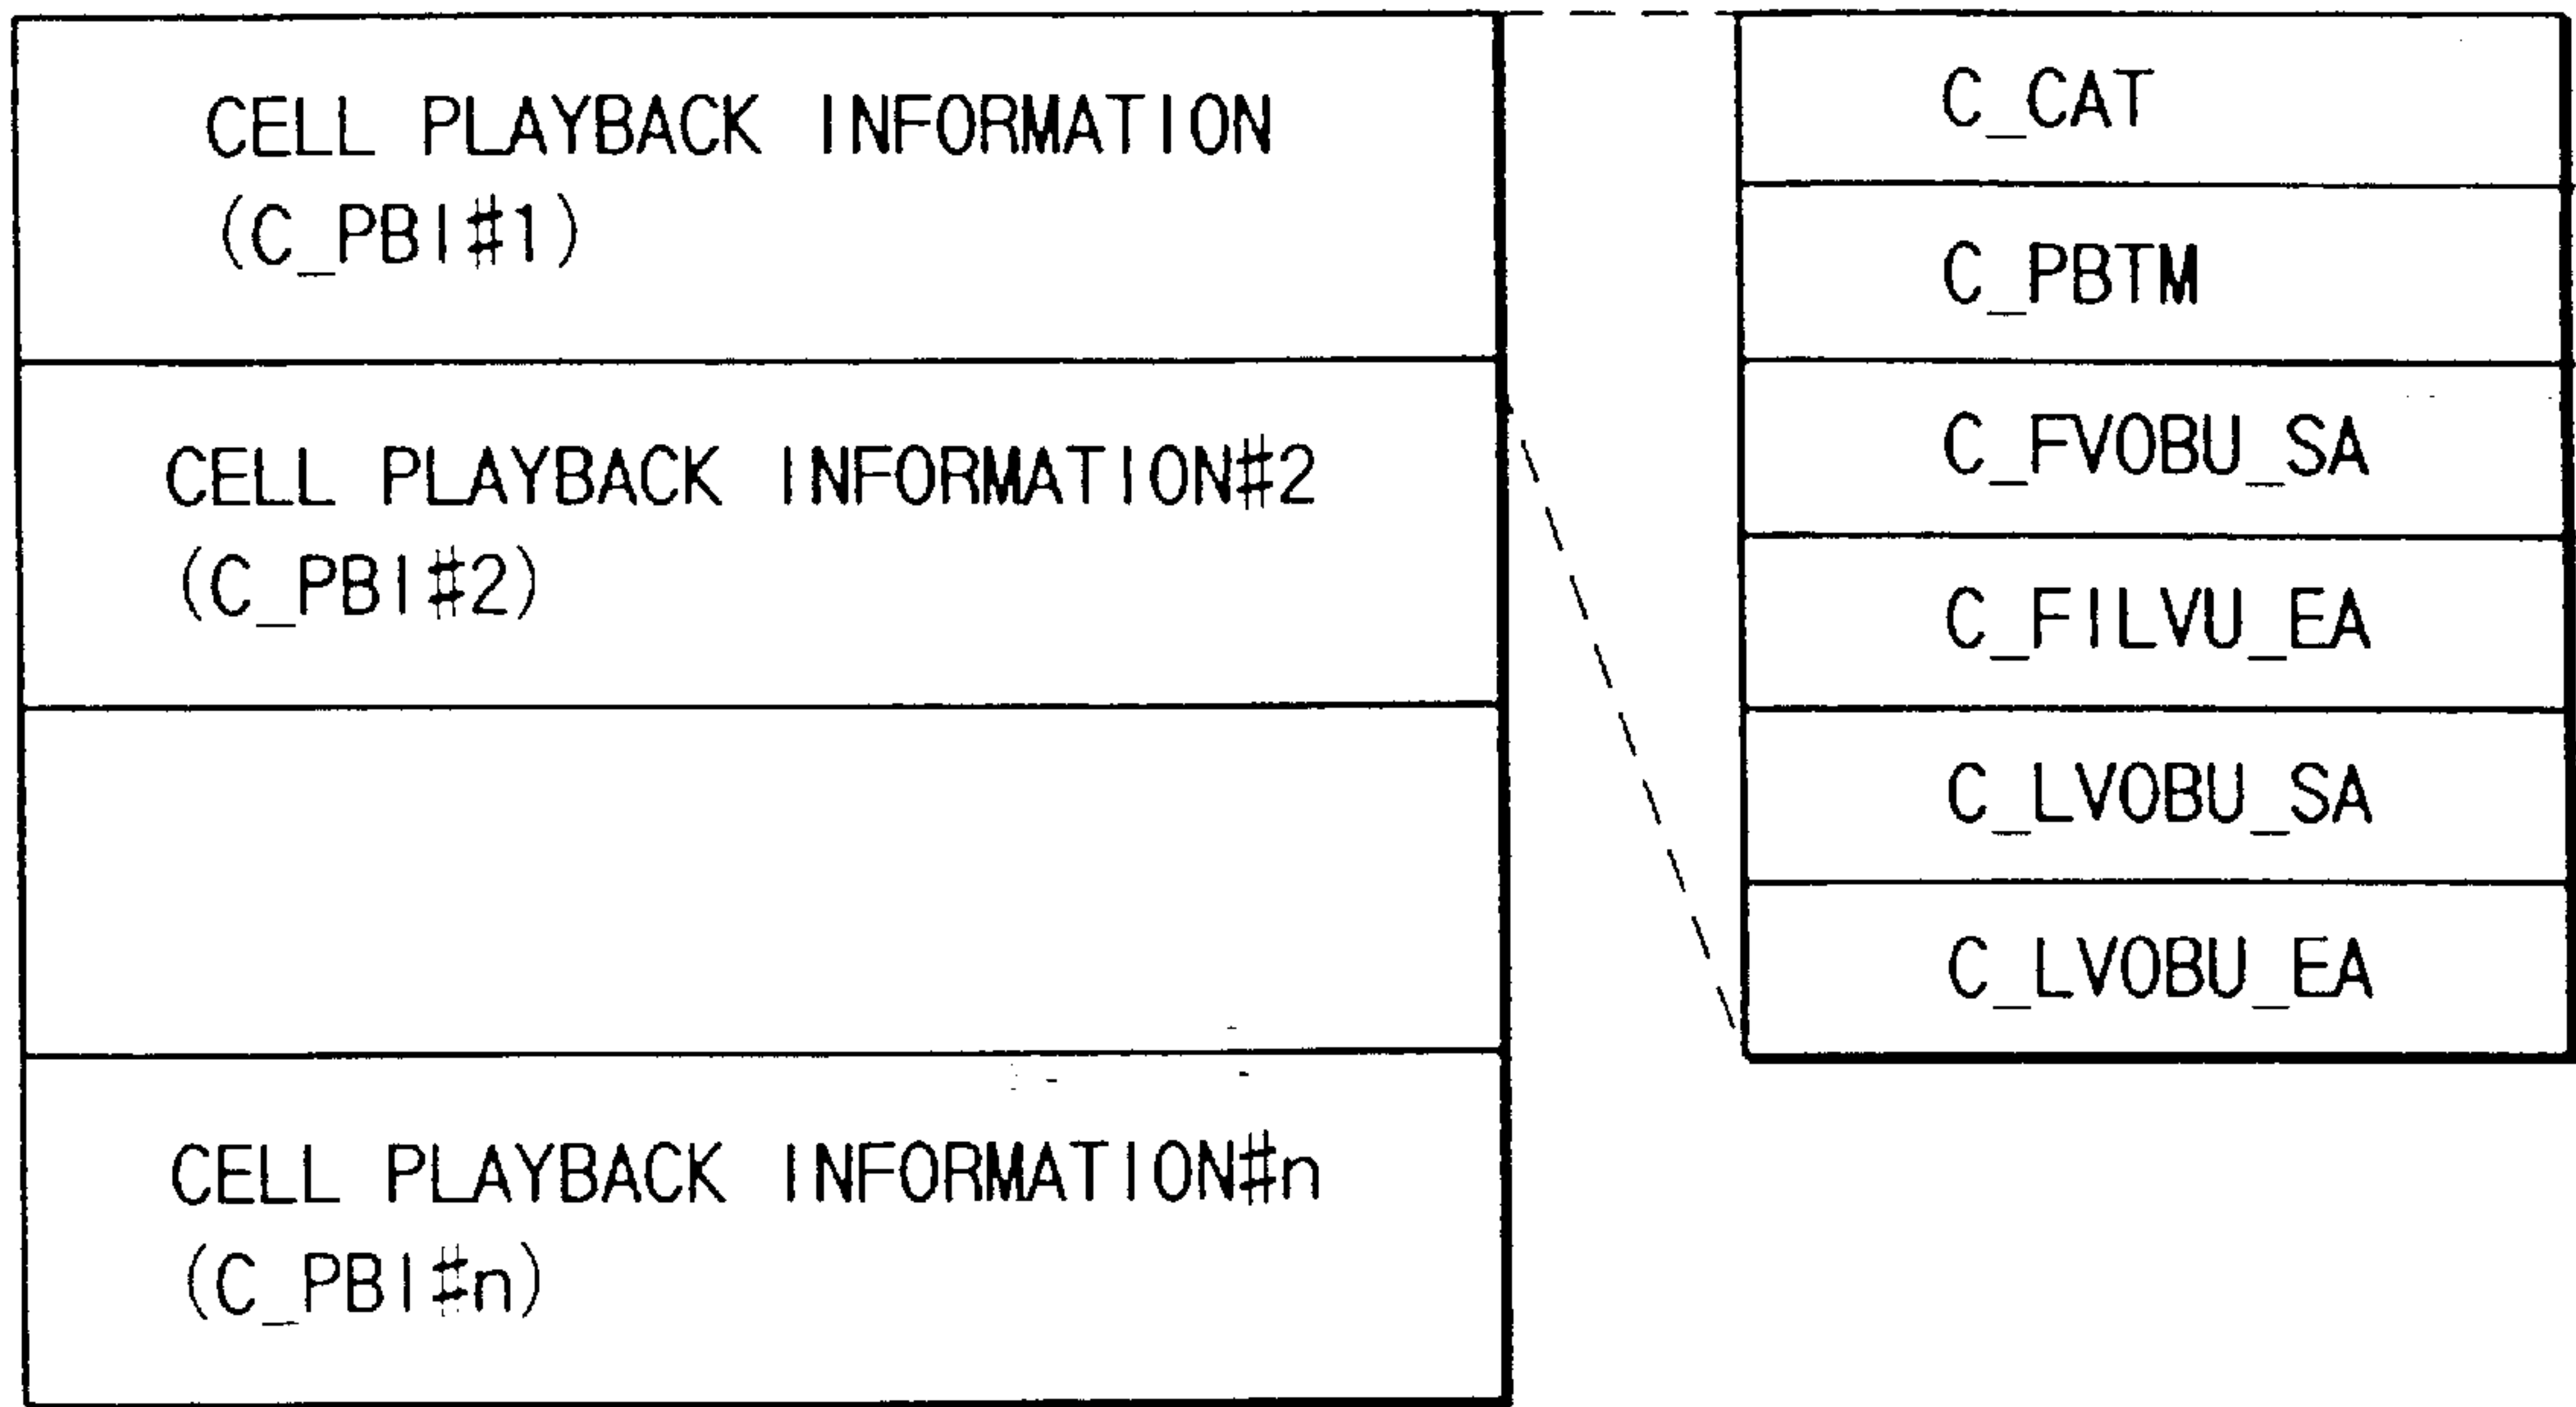 CELL PLAYBACK INFORMATION
(C_PBI#1)
CELL PLAYBACK INFORMATION#2
(C_PBI#2)
CELL PLAYBACK INFORMATION#n
(C_PBI#n)
C_CAT
C_PBTM
C_FVOBU_SA
C_FILVU_EA
C_LVOBU_SA
C_LVOBU_EA